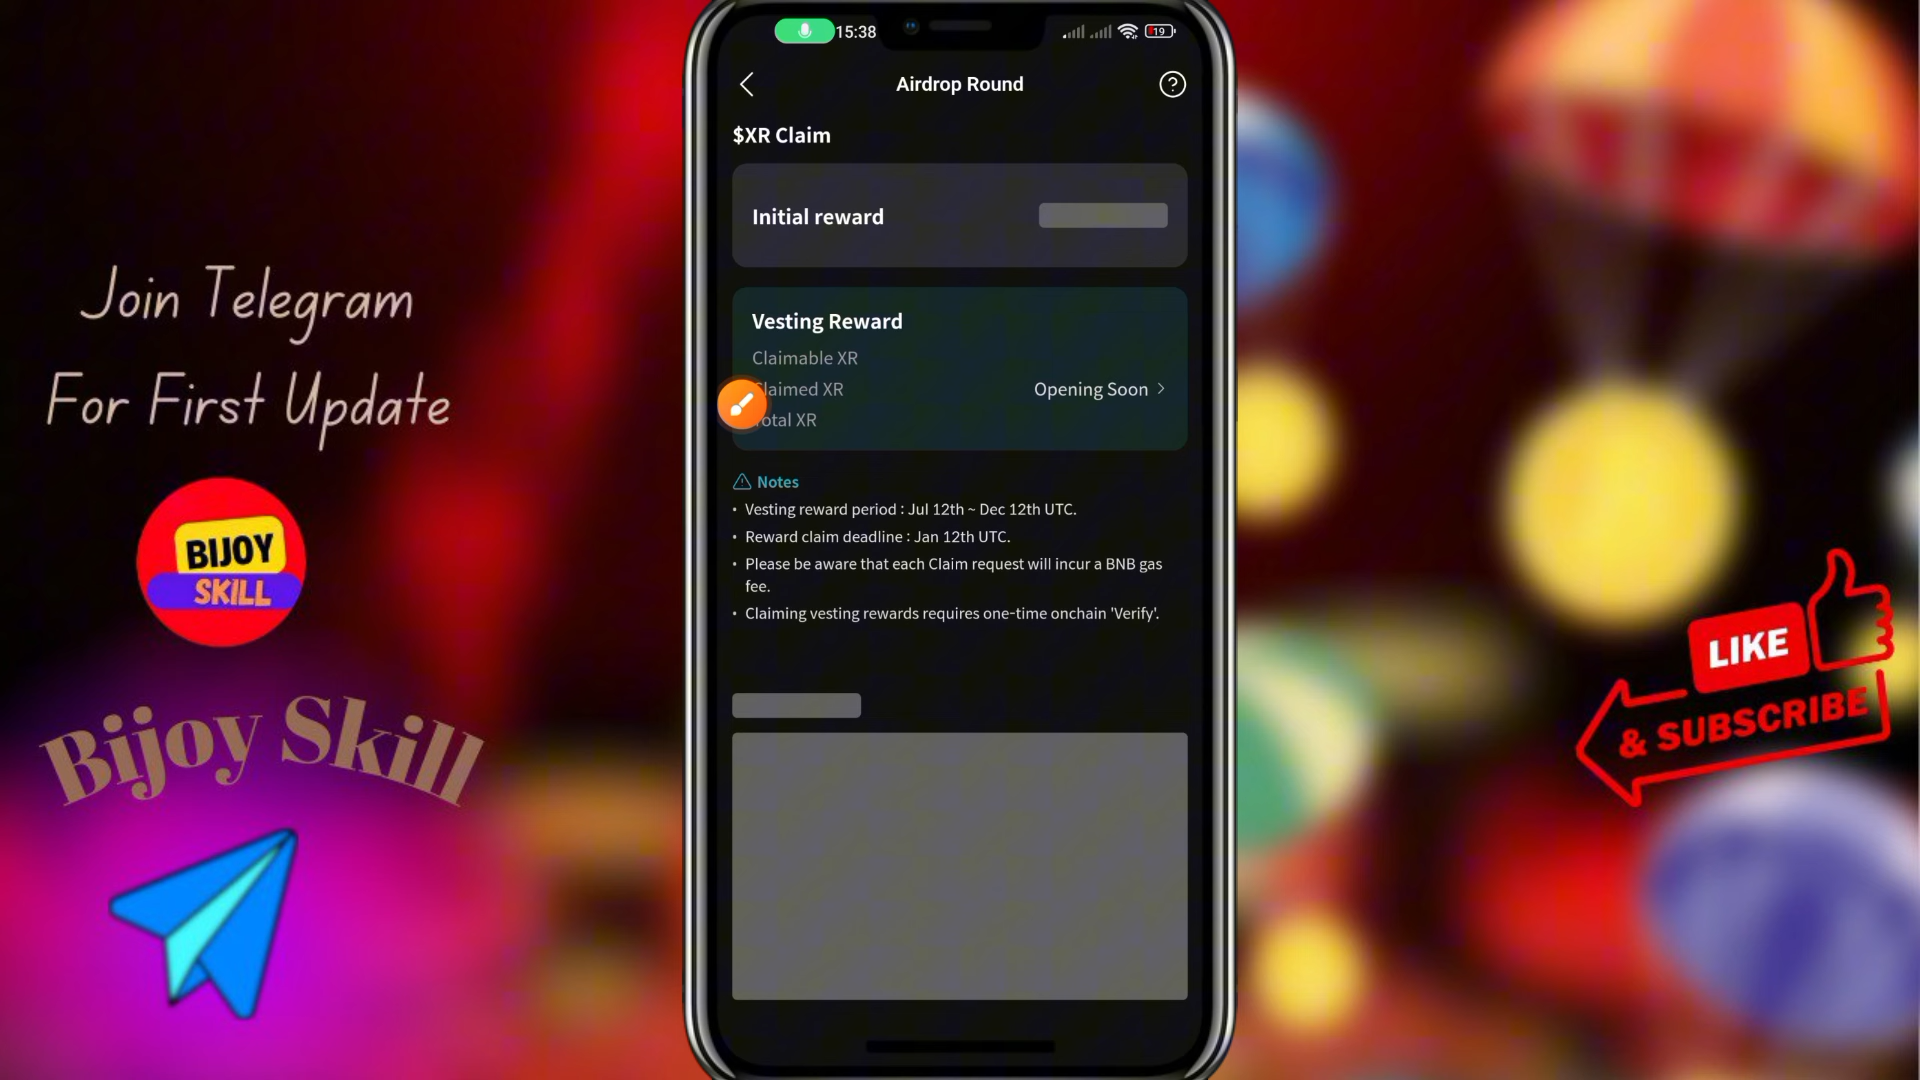 Join Telegram
For First Update
BIJOY
SKILL
Bijoy Skill
15:38
19
Airdrop Round
$XR Claim
Initial reward
Vesting Reward
Claimable XR
Claimed XR
Opening Soon
Total XR
Notes
• Vesting reward period : Jul 12th ~ Dec 12th UTC.
• Reward claim deadline : Jan 12th UTC.
• Please be aware that each Claim request will incur a BNB gas
fee.
• Claiming vesting rewards requires one-time onchain 'Verify'.
LIKE
& SUBSCRIBE